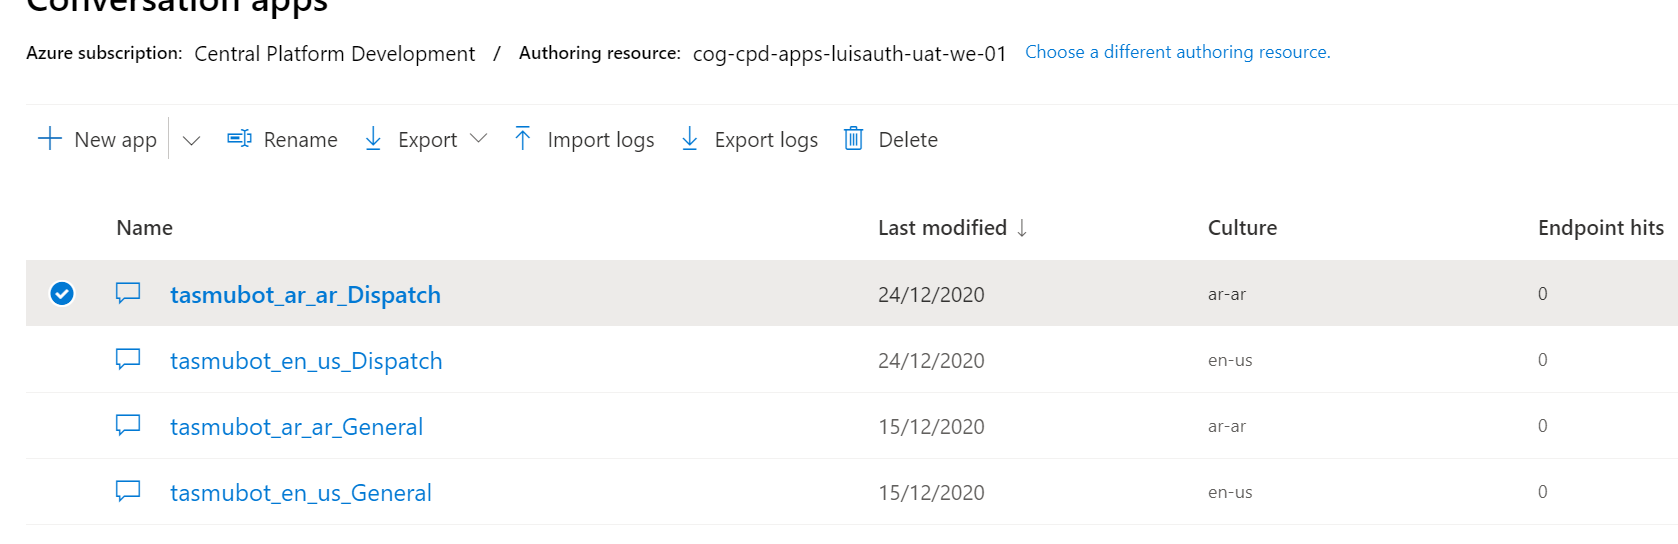 Conversation apps
Azure subscription: Central Platform Development / Authoring resource: cog-cpd-apps-luisauth-uat-we-01 Choose a different authoring resource.
New app Rename Export Import logs Export logs Delete
Name Last modified ↓ Culture Endpoint hits
tasmubot_ar_ar_Dispatch 24/12/2020 ar-ar 0
tasmubot_en_us_Dispatch 24/12/2020 en-us 0
tasmubot_ar_ar_General 15/12/2020 ar-ar 0
tasmubot_en_us_General 15/12/2020 en-us 0